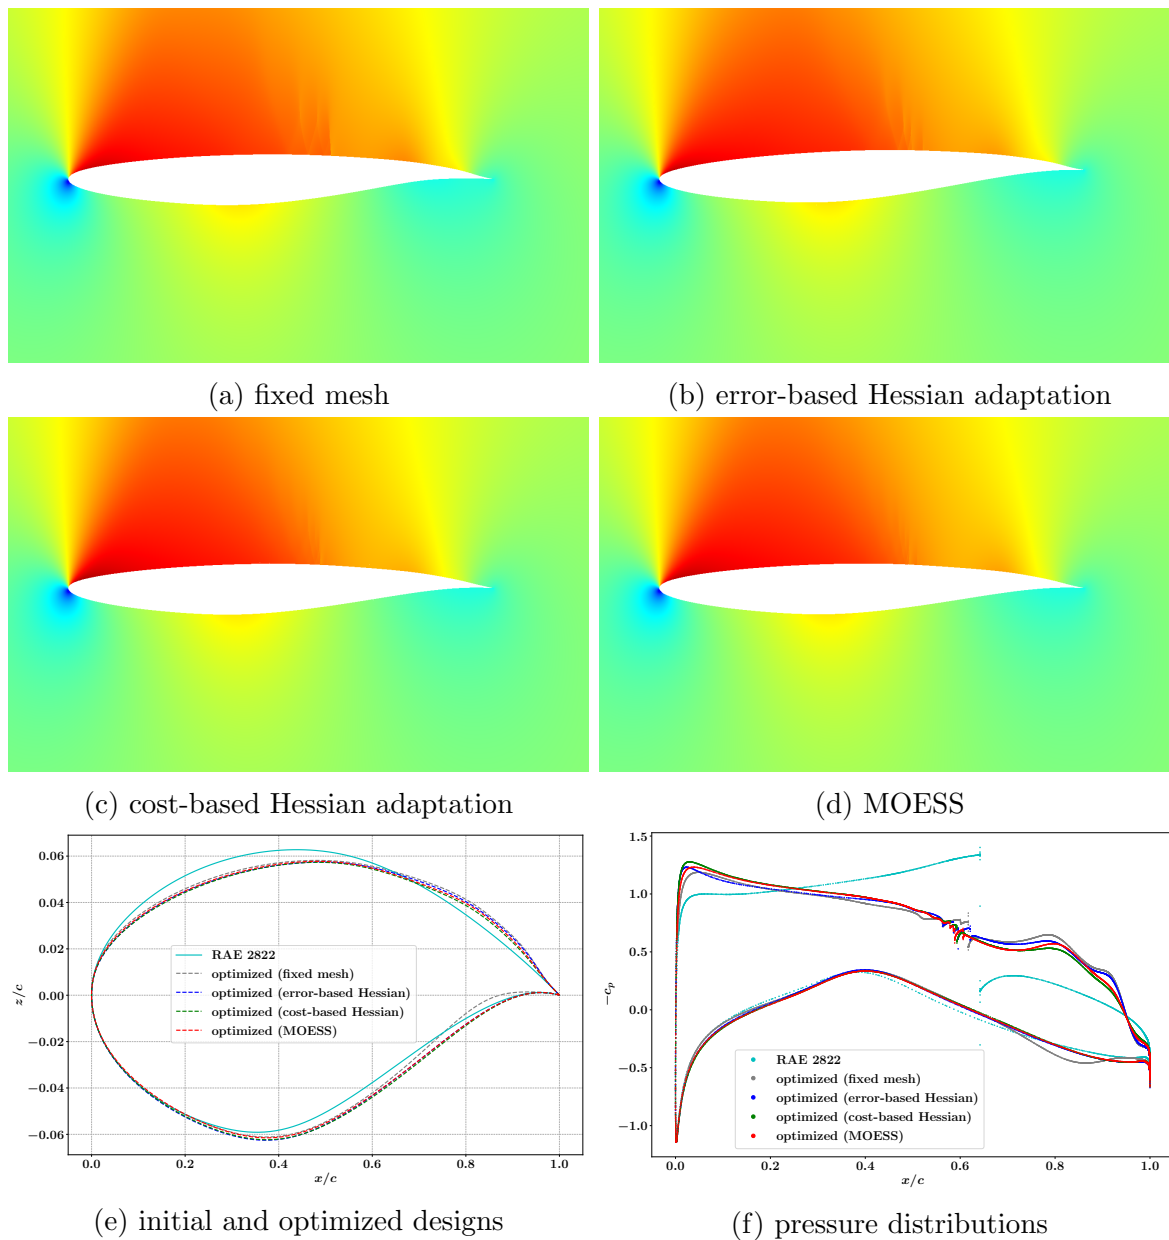 (a) fixed mesh
(b) error-based Hessian adaptation
(c) cost-based Hessian adaptation
(d) MOESS
0.06
0.04
0.02
0.00
−0.02
−0.04
−0.06
z/c
RAE 2822
optimized (fixed mesh)
optimized (error-based Hessian)
optimized (cost-based Hessian)
optimized (MOESS)
0.0 0.2 0.4 0.6 0.8 1.0
x/c
(e) initial and optimized designs
1.5
1.0
0.5
0.0
−0.5
−1.0
−cp
RAE 2822
optimized (fixed mesh)
optimized (error-based Hessian)
optimized (cost-based Hessian)
optimized (MOESS)
0.0 0.2 0.4 0.6 0.8 1.0
x/c
(f) pressure distributions